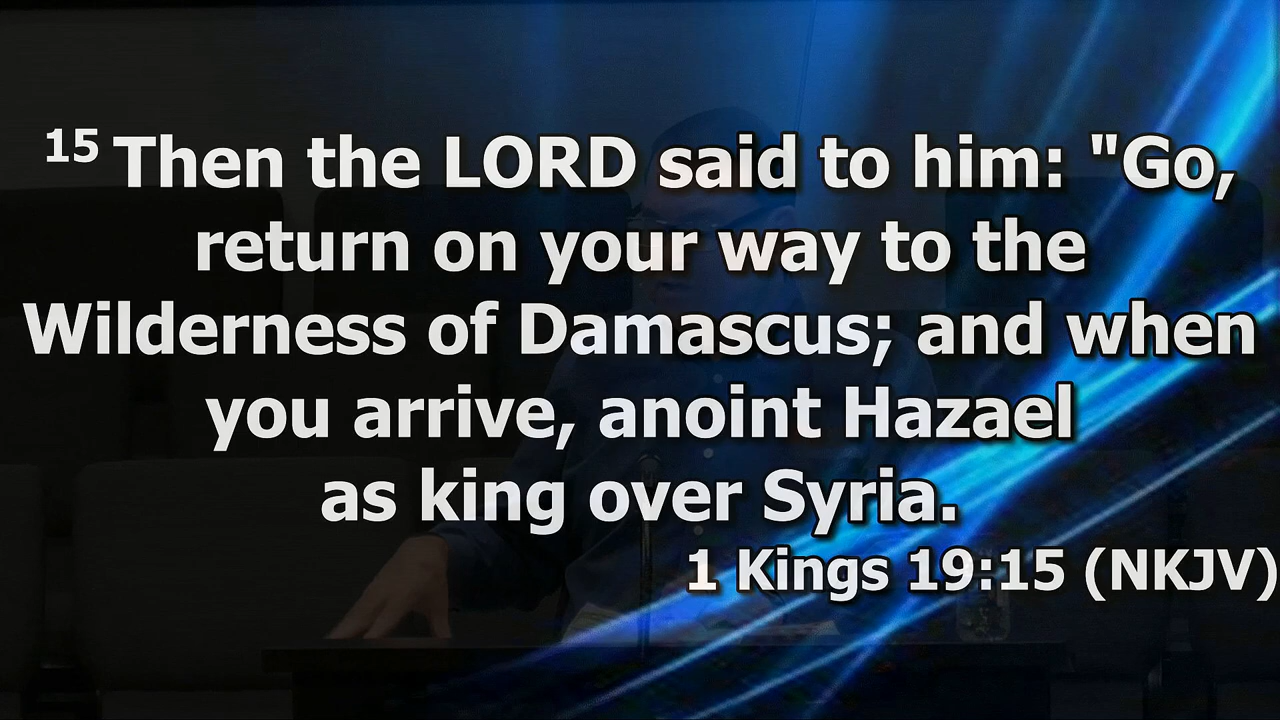 15 Then the LORD said to him: "Go,
return on your way to the
Wilderness of Damascus; and when
you arrive, anoint Hazael
as king over Syria.
1 Kings 19:15 (NKJV)